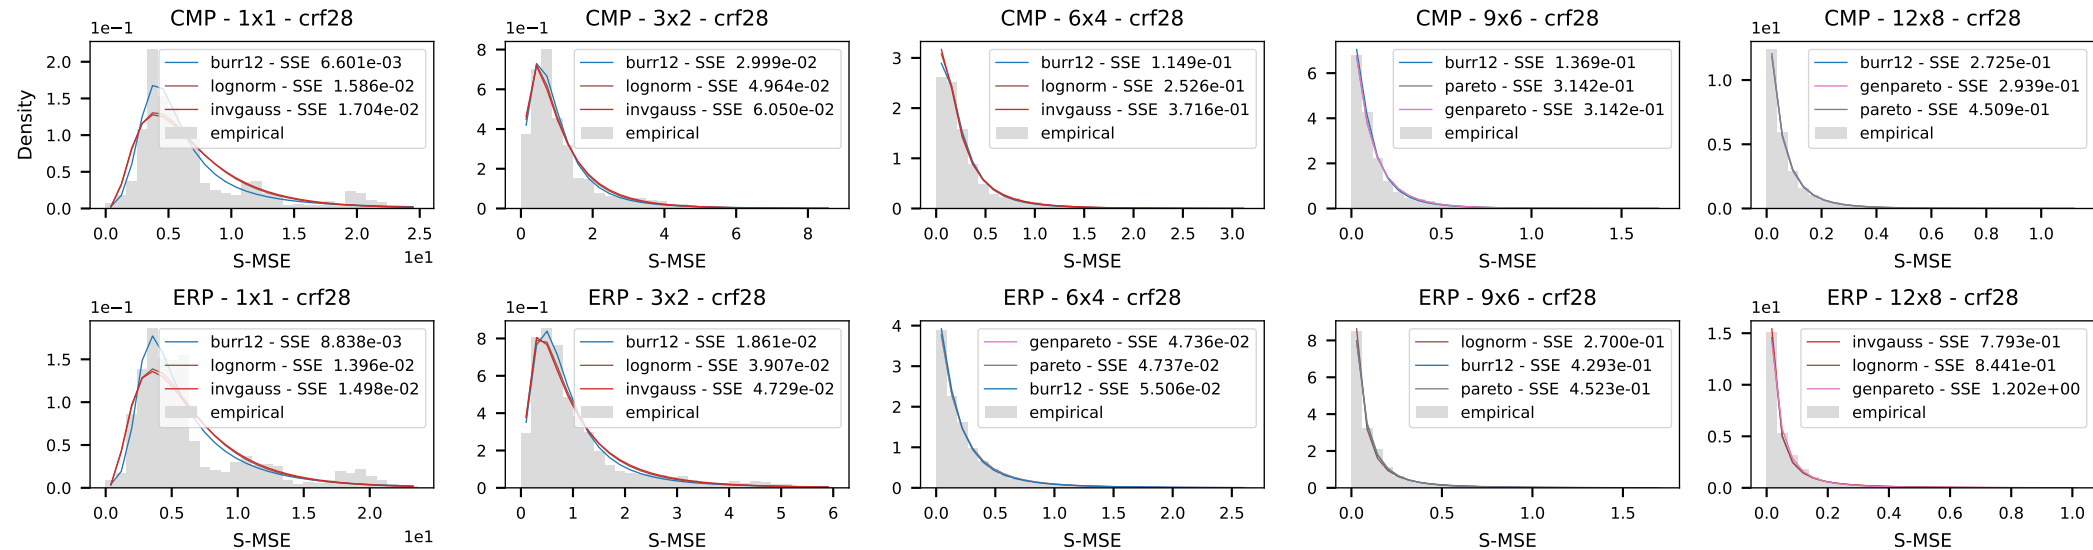 CMP - 1x1 - crf28
1e−1
burr12 - SSE 6.601e-03
lognorm - SSE 1.586e-02
invgauss - SSE 1.704e-02
empirical
Density
2.0
1.5
1.0
0.5
0.0
0.0 0.5 1.0 1.5 2.0 2.5
1e1
S-MSE
CMP - 3x2 - crf28
1e−1
burr12 - SSE 2.999e-02
lognorm - SSE 4.964e-02
invgauss - SSE 6.050e-02
empirical
8
6
4
2
0
0 2 4 6 8
S-MSE
CMP - 6x4 - crf28
burr12 - SSE 1.149e-01
lognorm - SSE 2.526e-01
invgauss - SSE 3.716e-01
empirical
3
2
1
0
0.0 0.5 1.0 1.5 2.0 2.5 3.0
S-MSE
CMP - 9x6 - crf28
burr12 - SSE 1.369e-01
pareto - SSE 3.142e-01
genpareto - SSE 3.142e-01
empirical
6
4
2
0
0.0 0.5 1.0 1.5
S-MSE
CMP - 12x8 - crf28
1e1
burr12 - SSE 2.725e-01
genpareto - SSE 2.939e-01
pareto - SSE 4.509e-01
empirical
1.0
0.5
0.0
0.0 0.2 0.4 0.6 0.8 1.0
S-MSE
ERP - 1x1 - crf28
1e−1
burr12 - SSE 8.838e-03
lognorm - SSE 1.396e-02
invgauss - SSE 1.498e-02
empirical
1.5
1.0
0.5
0.0
0.0 0.5 1.0 1.5 2.0
1e1
S-MSE
ERP - 3x2 - crf28
1e−1
burr12 - SSE 1.861e-02
lognorm - SSE 3.907e-02
invgauss - SSE 4.729e-02
empirical
8
6
4
2
0
0 1 2 3 4 5 6
S-MSE
ERP - 6x4 - crf28
genpareto - SSE 4.736e-02
pareto - SSE 4.737e-02
burr12 - SSE 5.506e-02
empirical
4
3
2
1
0
0.0 0.5 1.0 1.5 2.0 2.5
S-MSE
ERP - 9x6 - crf28
lognorm - SSE 2.700e-01
burr12 - SSE 4.293e-01
pareto - SSE 4.523e-01
empirical
8
6
4
2
0
0.0 0.5 1.0 1.5
S-MSE
ERP - 12x8 - crf28
1e1
invgauss - SSE 7.793e-01
lognorm - SSE 8.441e-01
genpareto - SSE 1.202e+00
empirical
1.5
1.0
0.5
0.0
0.0 0.2 0.4 0.6 0.8 1.0
S-MSE